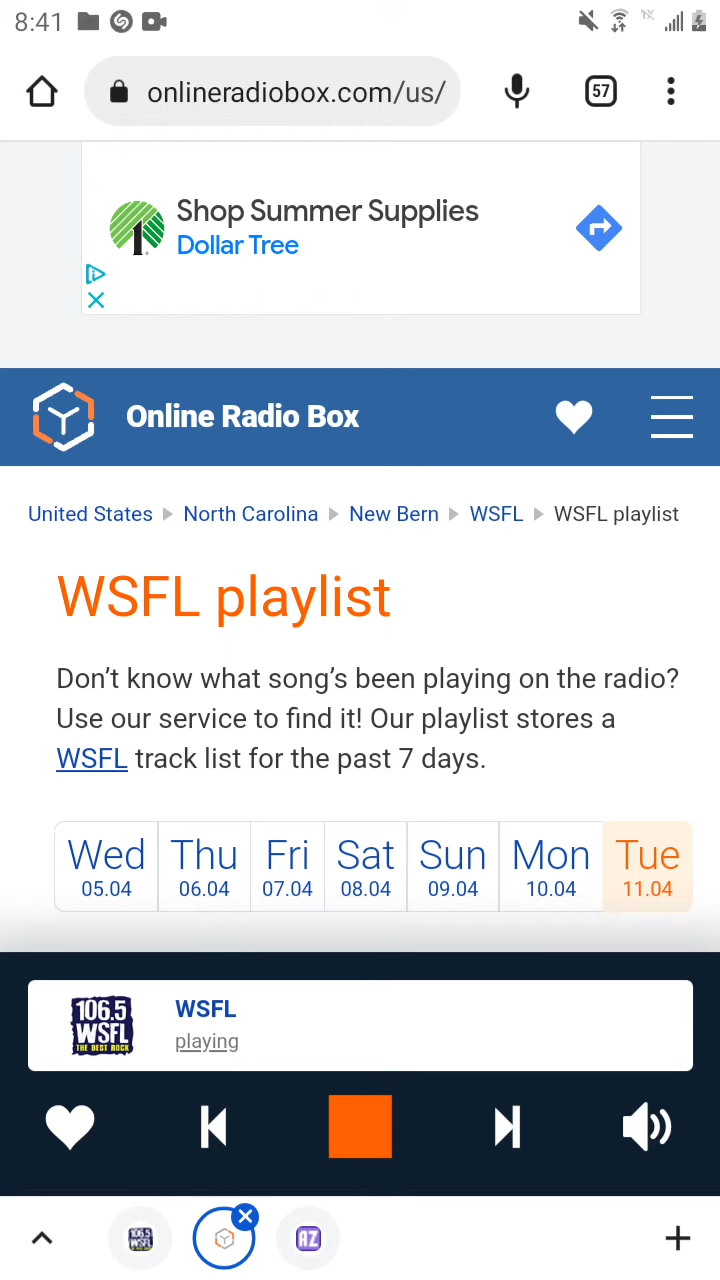 8:41
onlineradiobox.com/us/
57
Shop Summer Supplies
Dollar Tree
Online Radio Box
United States North Carolina New Bern WSFL WSFL playlist
WSFL playlist
Don't know what song's been playing on the radio?
Use our service to find it! Our playlist stores a
WSFL track list for the past 7 days.
Wed Thu Fri Sat Sun Mon Tue
05.04 06.04 07.04 08.04 09.04 10.04 11.04
106.5
WSFL
THE BEST ROCK
WSFL
playing
106.5
WSFL
AZ